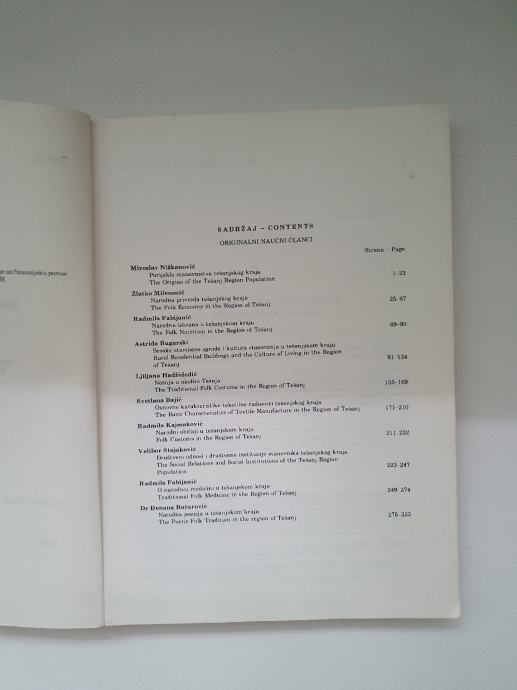 je uz finansijsku pomoć
H.
SADRŽAJ – CONTENTS
ORIGINALNI NAUČNI ČLANCI
Strana – Page
Miroslav Niškanović
Porijeklo stanovništva tešanjskog kraja
The Origins of the Tešanj Region Population 1–23
Zlatko Milvussić
Narodna privreda tešanjskog kraja
The Folk Economy in the Region of Tešanj 25–67
Radmila Fabijanić
Narodna ishrana u tešanjskom kraju
The Folk Nutrition in the Region of Tešanj 69–90
Astrida Bugarski
Seoske stambene zgrade i kultura stanovanja u tešanjskom kraju
Rural Residential Buildings and the Culture of Living in the Region
of Tešanj 91–134
Ljiljana Hadžidedić
Nošnja u okolini Tešnja
The Traditional Folk Costume in the Region of Tešanj 135–169
Svetlana Bajić
Osnovne karakteristike tekstilne radinosti tešanjskog kraja
The Basic Characteristics of Textile Manufacture in the Region of Tešanj 171–210
Radmila Kajmaković
Narodni običaji u tešanjskom kraju
Folk Customs in the Region of Tešanj 211–222
Velibor Stojaković
Društveni odnosi i društvene institucije stanovnika tešanjskog kraja
The Social Relations and Social Institutions of the Tešanj Region
Population 223–247
Radmila Fabijanić
O narodnoj medicini u tešanjskom kraju
Traditional Folk Medicine in the Region of Tešanj 249–274
Dr Đenana Buturović
Narodna poezija u tešanjskom kraju
The Poetic Folk Tradition in the region of Tešanj 275–333